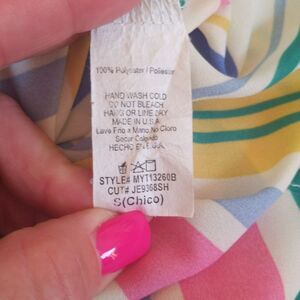 100% Polyester / Poliester
HAND WASH COLD
DO NOT BLEACH
HANG OR LINE DRY
MADE IN U.S.A
Lave Frio a Mano No Cloro
Secar Colgado
HECHO EN E.E.U.U.
STYLE# MYT13260B
CUT# JE9368SH
S(Chico)